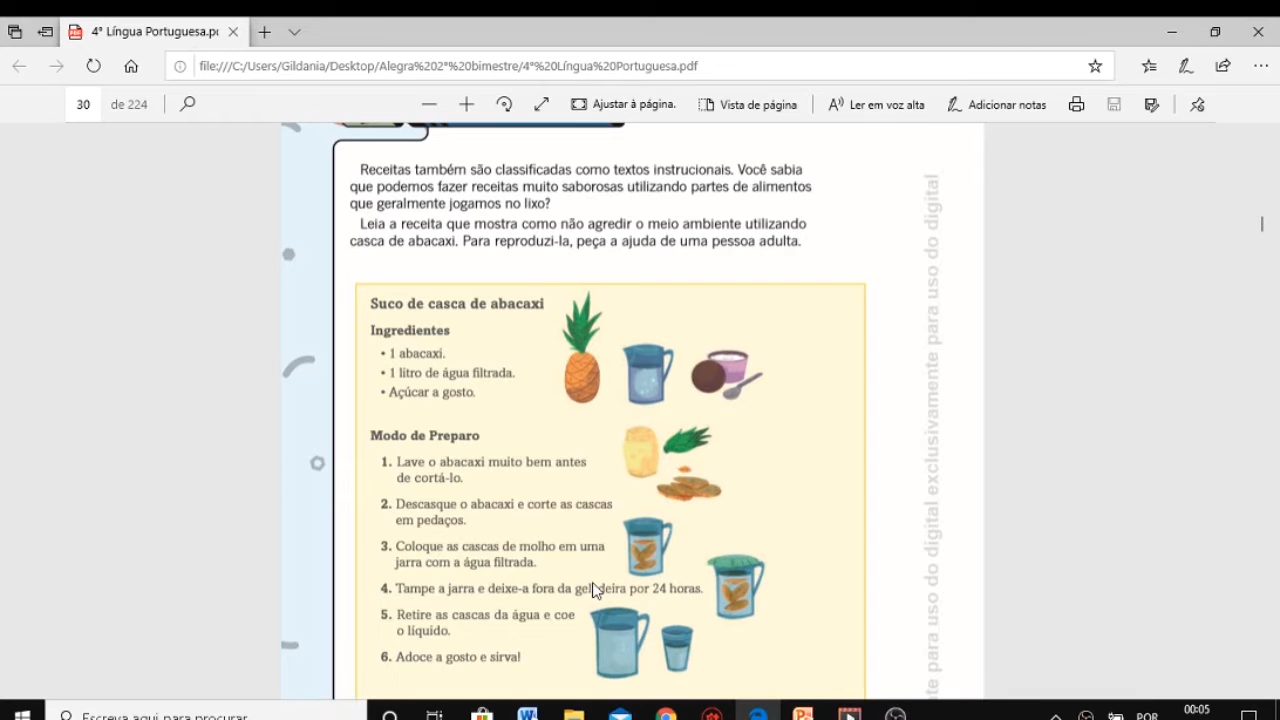 4° Língua Portuguesa.pc
file:///C:/Users/Gildania/Desktop/Alegra%202°%20bimestre/4°%20Língua%20Portuguesa.pdf
30 de 224
Ajustar à página. Vista de página Ler em voz alta Adicionar notas
Receitas também são classificadas como textos instrucionais. Você sabia
que podemos fazer receitas muito saborosas utilizando partes de alimentos
que geralmente jogamos no lixo?
Leia a receita que mostra como não agredir o meio ambiente utilizando
casca de abacaxi. Para reproduzi-la, peça a ajuda de uma pessoa adulta.
Suco de casca de abacaxi
Ingredientes
• 1 abacaxi.
• 1 litro de água filtrada.
• Açúcar a gosto.
Modo de Preparo
1. Lave o abacaxi muito bem antes
de cortá-lo.
2. Descasque o abacaxi e corte as cascas
em pedaços.
3. Coloque as cascas de molho em uma
jarra com a água filtrada.
4. Tampe a jarra e deixe-a fora da geladeira por 24 horas.
5. Retire as cascas da água e coe
o líquido.
6. Adoce a gosto e sirva!
te para uso do digital exclusivamente para uso do digital
Escreva aqui para procurar
POR
00:05